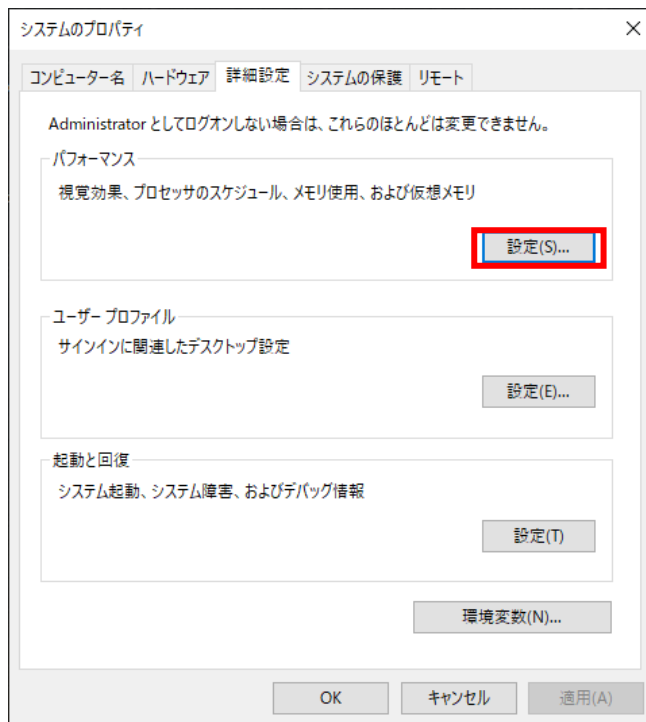 システムのプロパティ
コンピューター名 ハードウェア 詳細設定 システムの保護 リモート
Administrator としてログオンしない場合は、これらのほとんどは変更できません。
パフォーマンス
視覚効果、プロセッサのスケジュール、メモリ使用、および仮想メモリ
設定(S)...
ユーザー プロファイル
サインインに関連したデスクトップ設定
設定(E)...
起動と回復
システム起動、システム障害、およびデバッグ情報
設定(T)
環境変数(N)...
OK キャンセル 適用(A)